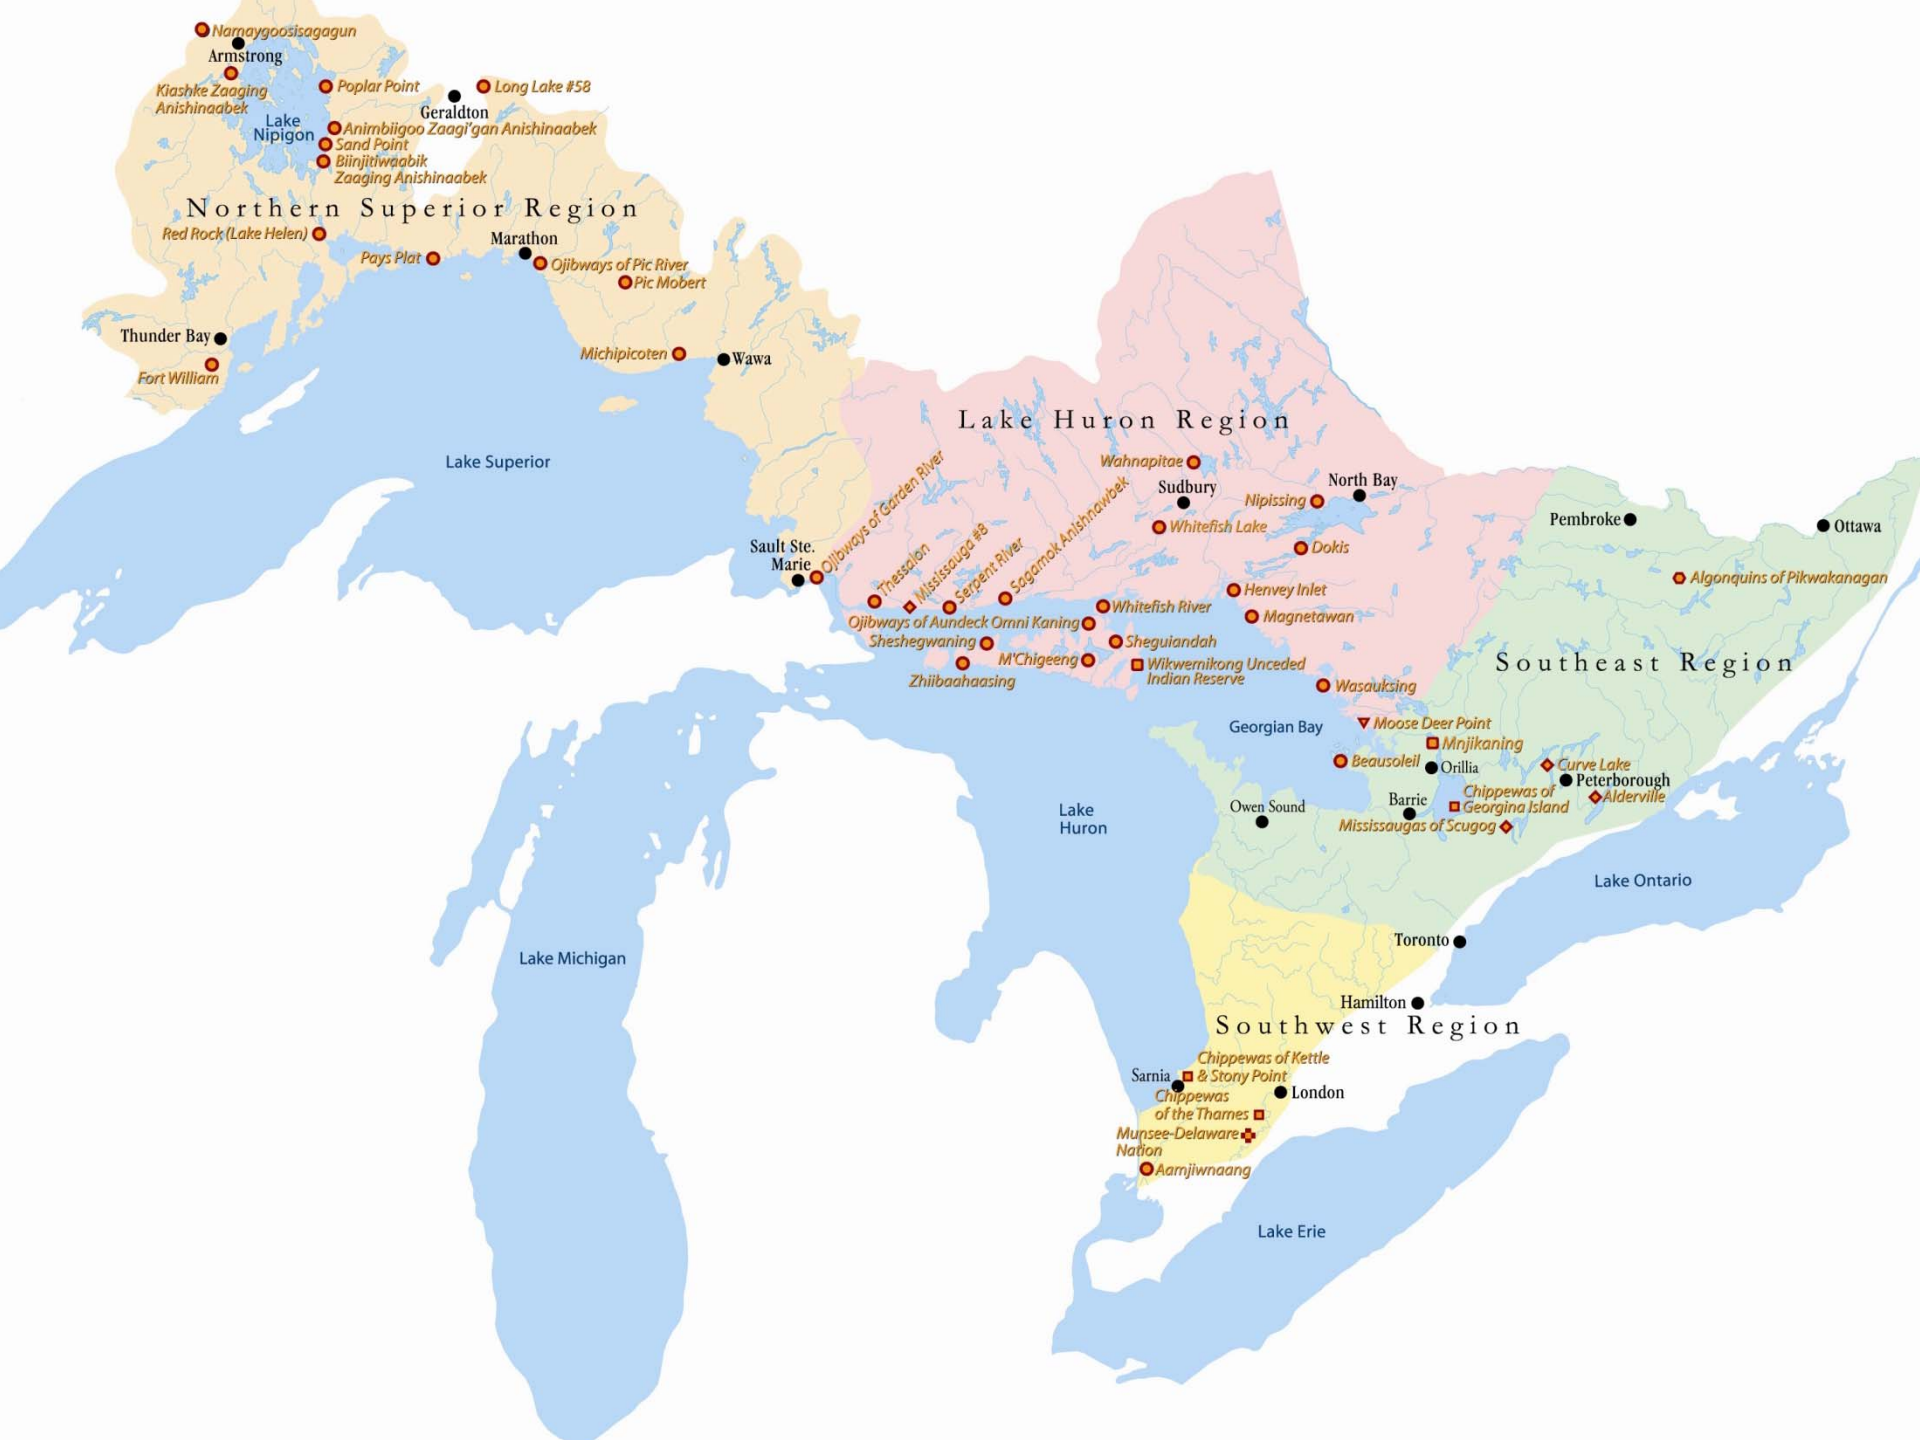 Namaygoosisagagun
Armstrong
Kiashke Zaaging
Anishinaabek
Poplar Point
Long Lake #58
Geraldton
Lake
Nipigon
Animbiigoo Zaagi'gan Anishinaabek
Sand Point
Biinjitiwaabik
Zaaging Anishinaabek
Northern Superior Region
Red Rock (Lake Helen)
Pays Plat
Marathon
Ojibways of Pic River
Pic Mobert
Thunder Bay
Fort William
Michipicoten
Wawa
Lake Superior
Lake Huron Region
Wahnapitae
Sudbury
North Bay
Nipissing
Whitefish Lake
Dokis
Pembroke
Ottawa
Sault Ste.
Marie
Ojibways of Garden River
Thessalon
Mississauga #8
Serpent River
Sagamok Anishnawbek
Algonquins of Pikwakanagan
Henvey Inlet
Whitefish River
Magnetawan
Ojibways of Aundeck Omni Kaning
Sheshegwaning
Sheguiandah
M'Chigeeng
Wikwemikong Unceded
Indian Reserve
Zhiibaahaasing
Southeast Region
Wasauksing
Georgian Bay
Moose Deer Point
Mnjikaning
Beausoleil
Orillia
Curve Lake
Peterborough
Alderville
Chippewas of
Georgina Island
Barrie
Owen Sound
Mississaugas of Scugog
Lake
Huron
Lake Ontario
Toronto
Lake Michigan
Hamilton
Southwest Region
Chippewas of Kettle
& Stony Point
Sarnia
London
Chippewas
of the Thames
Munsee-Delaware
Nation
Aamjiwnaang
Lake Erie